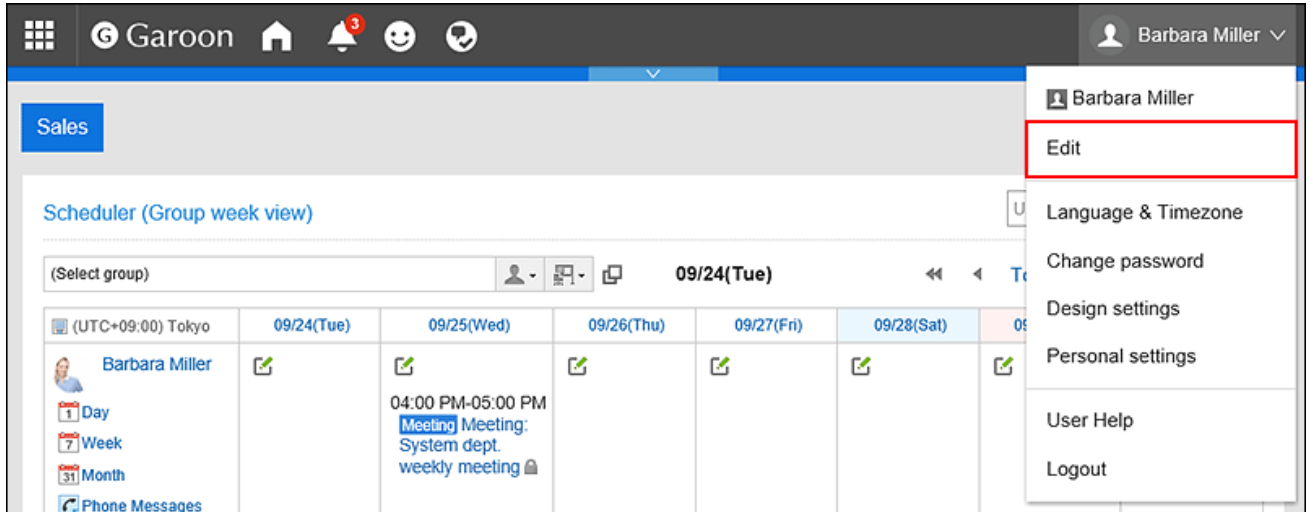 G Garoon 3 Barbara Miller
Barbara Miller
Sales
Edit
Scheduler (Group week view)
U
Language & Timezone
(Select group) 09/24(Tue)
Change password
(UTC+09:00) Tokyo 09/24(Tue) 09/25(Wed) 09/26(Thu) 09/27(Fri) 09/28(Sat)
Design settings
Barbara Miller
Personal settings
04:00 PM-05:00 PM
1 Day
Meeting Meeting:
User Help
7 Week
System dept.
weekly meeting
Logout
31 Month
Phone Messages